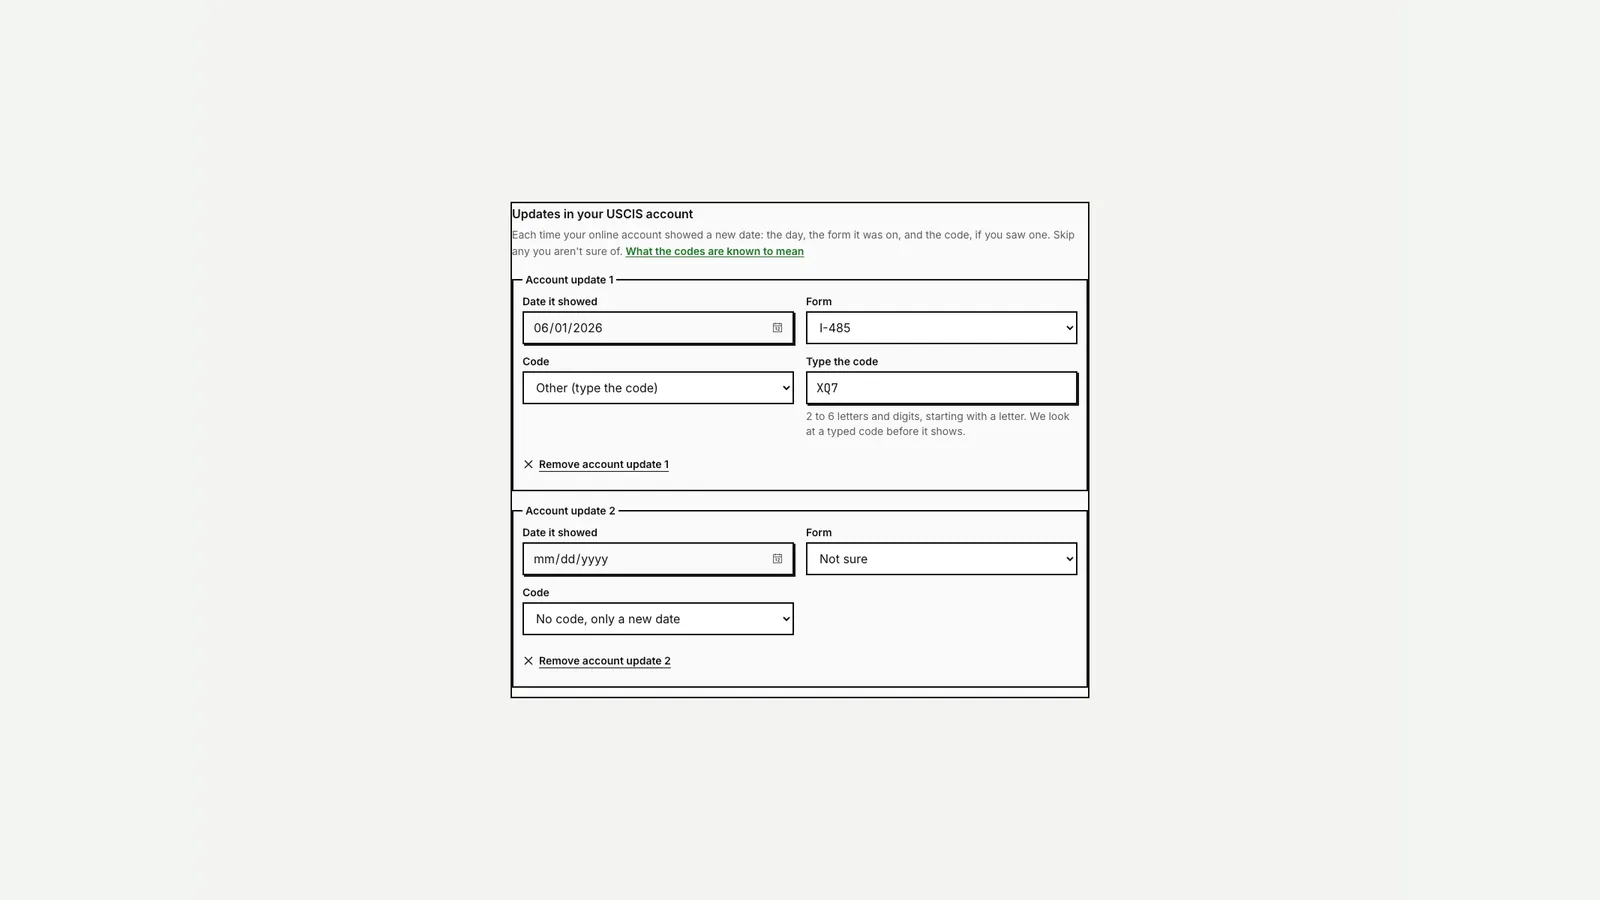 Updates in your USCIS account
Each time your online account showed a new date: the day, the form it was on, and the code, if you saw one. Skip
any you aren't sure of. What the codes are known to mean
Account update 1
Date it showed
Form
06/01/2026
I-485
Code
Type the code
Other (type the code)
XQ7
2 to 6 letters and digits, starting with a letter. We look
at a typed code before it shows.
Remove account update 1
Account update 2
Date it showed
Form
mm/dd/yyyy
Not sure
Code
No code, only a new date
Remove account update 2